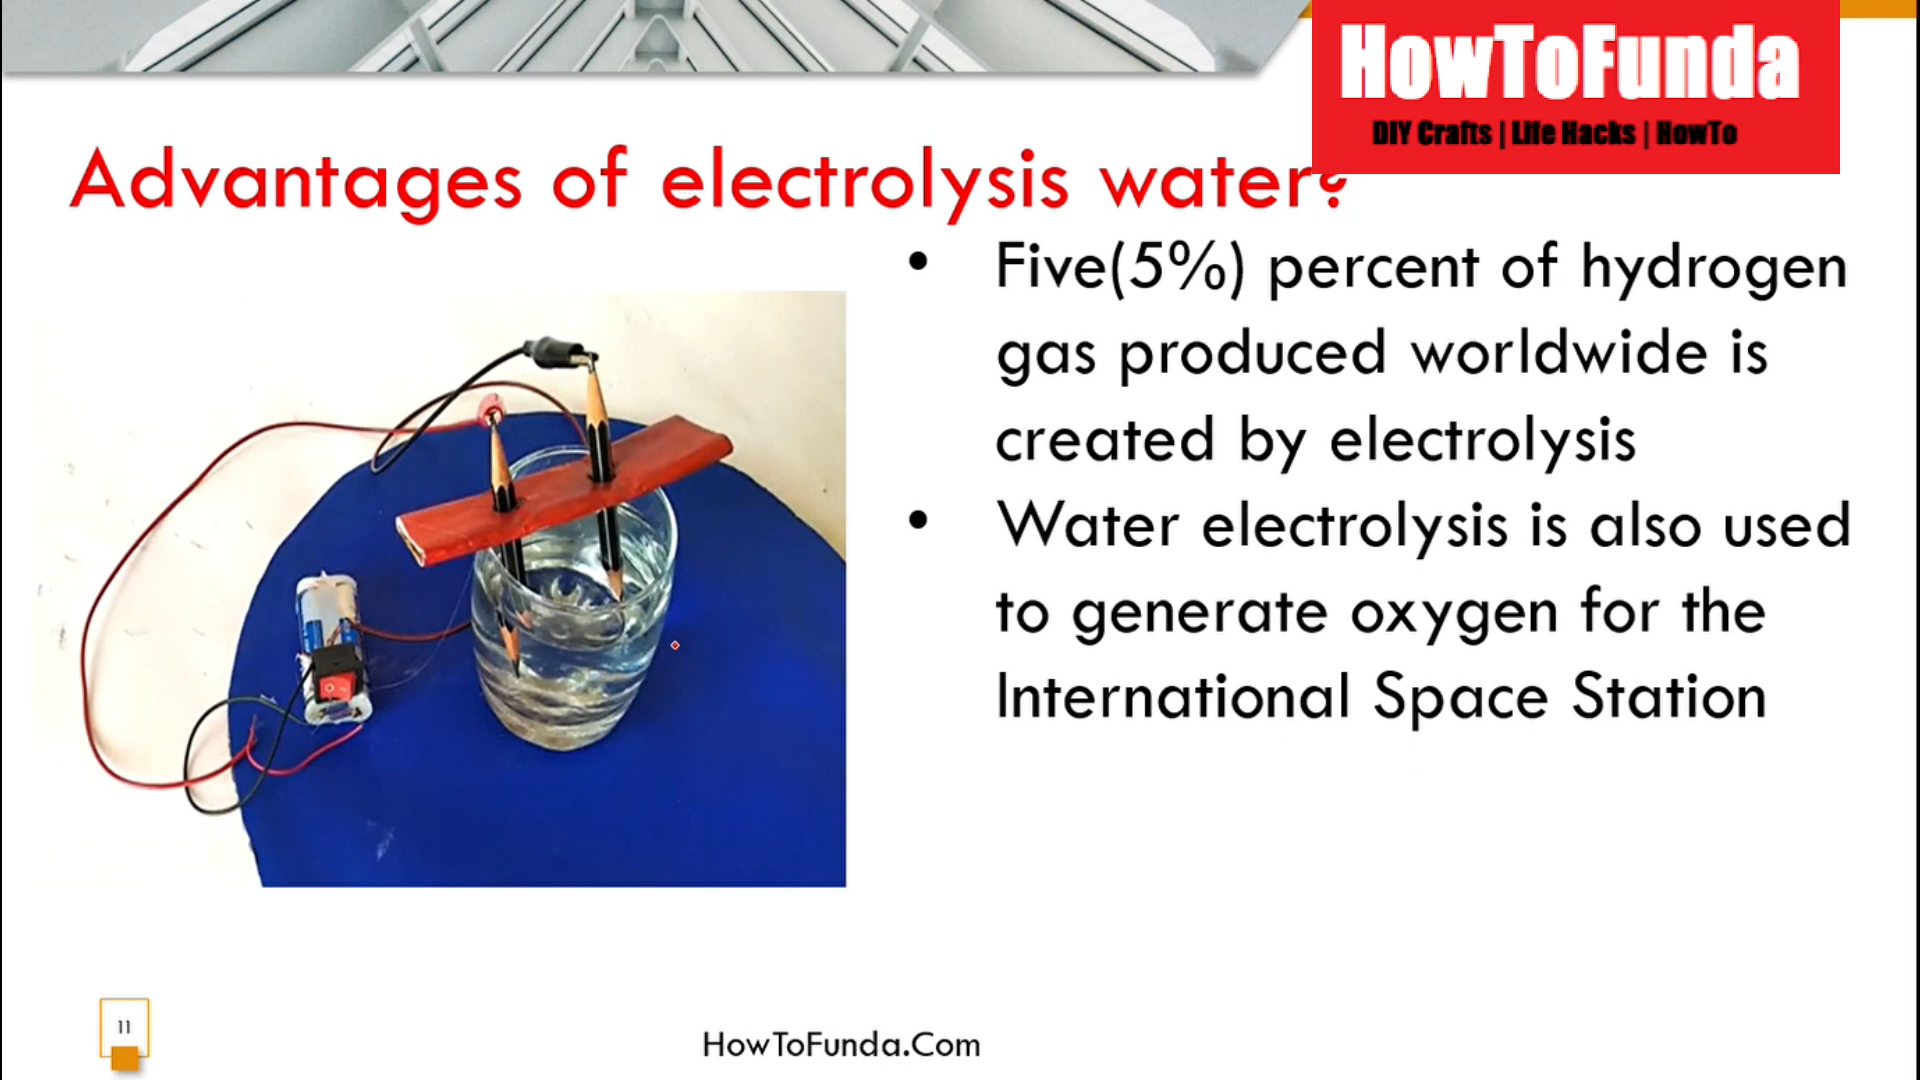 HowToFunda
DIY Crafts | Life Hacks | HowTo
Advantages of electrolysis water?
• Five(5%) percent of hydrogen
gas produced worldwide is
created by electrolysis
• Water electrolysis is also used
to generate oxygen for the
International Space Station
11
HowToFunda.Com